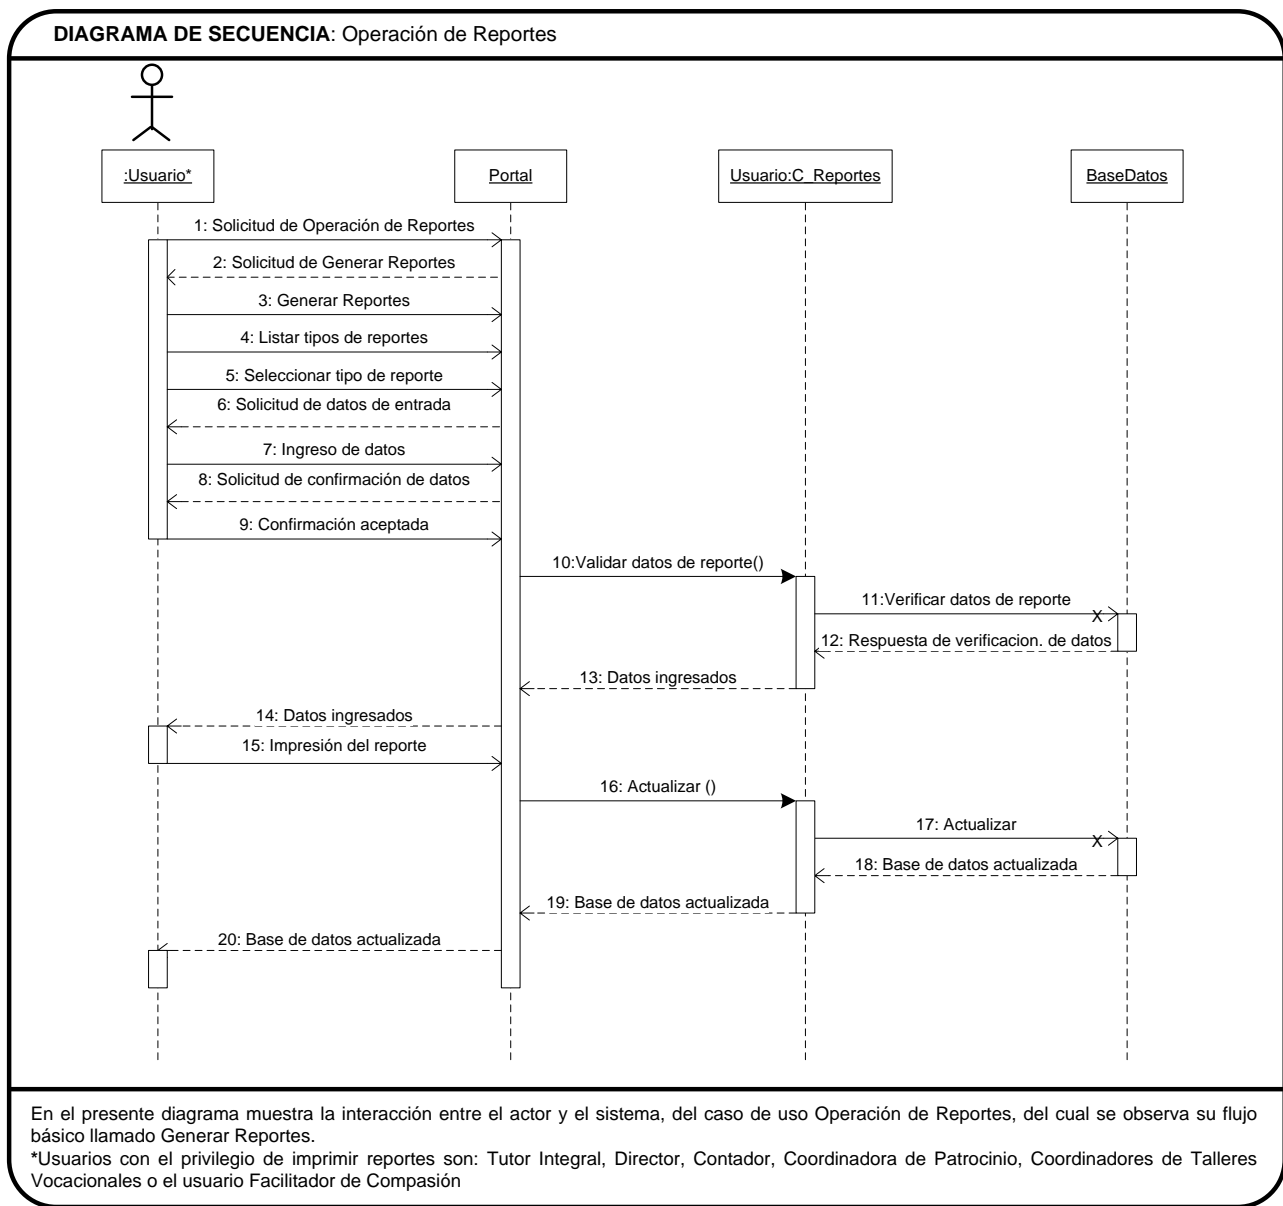 DIAGRAMA DE SECUENCIA: Operación de Reportes
:Usuario*
Portal
Usuario:C_Reportes
BaseDatos
1: Solicitud de Operación de Reportes
2: Solicitud de Generar Reportes
3: Generar Reportes
4: Listar tipos de reportes
5: Seleccionar tipo de reporte
6: Solicitud de datos de entrada
7: Ingreso de datos
8: Solicitud de confirmación de datos
9: Confirmación aceptada
10:Validar datos de reporte()
11:Verificar datos de reporte
X
12: Respuesta de verificacion. de datos
13: Datos ingresados
14: Datos ingresados
15: Impresión del reporte
16: Actualizar ()
17: Actualizar
X
18: Base de datos actualizada
19: Base de datos actualizada
20: Base de datos actualizada
En el presente diagrama muestra la interacción entre el actor y el sistema, del caso de uso Operación de Reportes, del cual se observa su flujo
básico llamado Generar Reportes.
*Usuarios con el privilegio de imprimir reportes son: Tutor Integral, Director, Contador, Coordinadora de Patrocinio, Coordinadores de Talleres
Vocacionales o el usuario Facilitador de Compasión